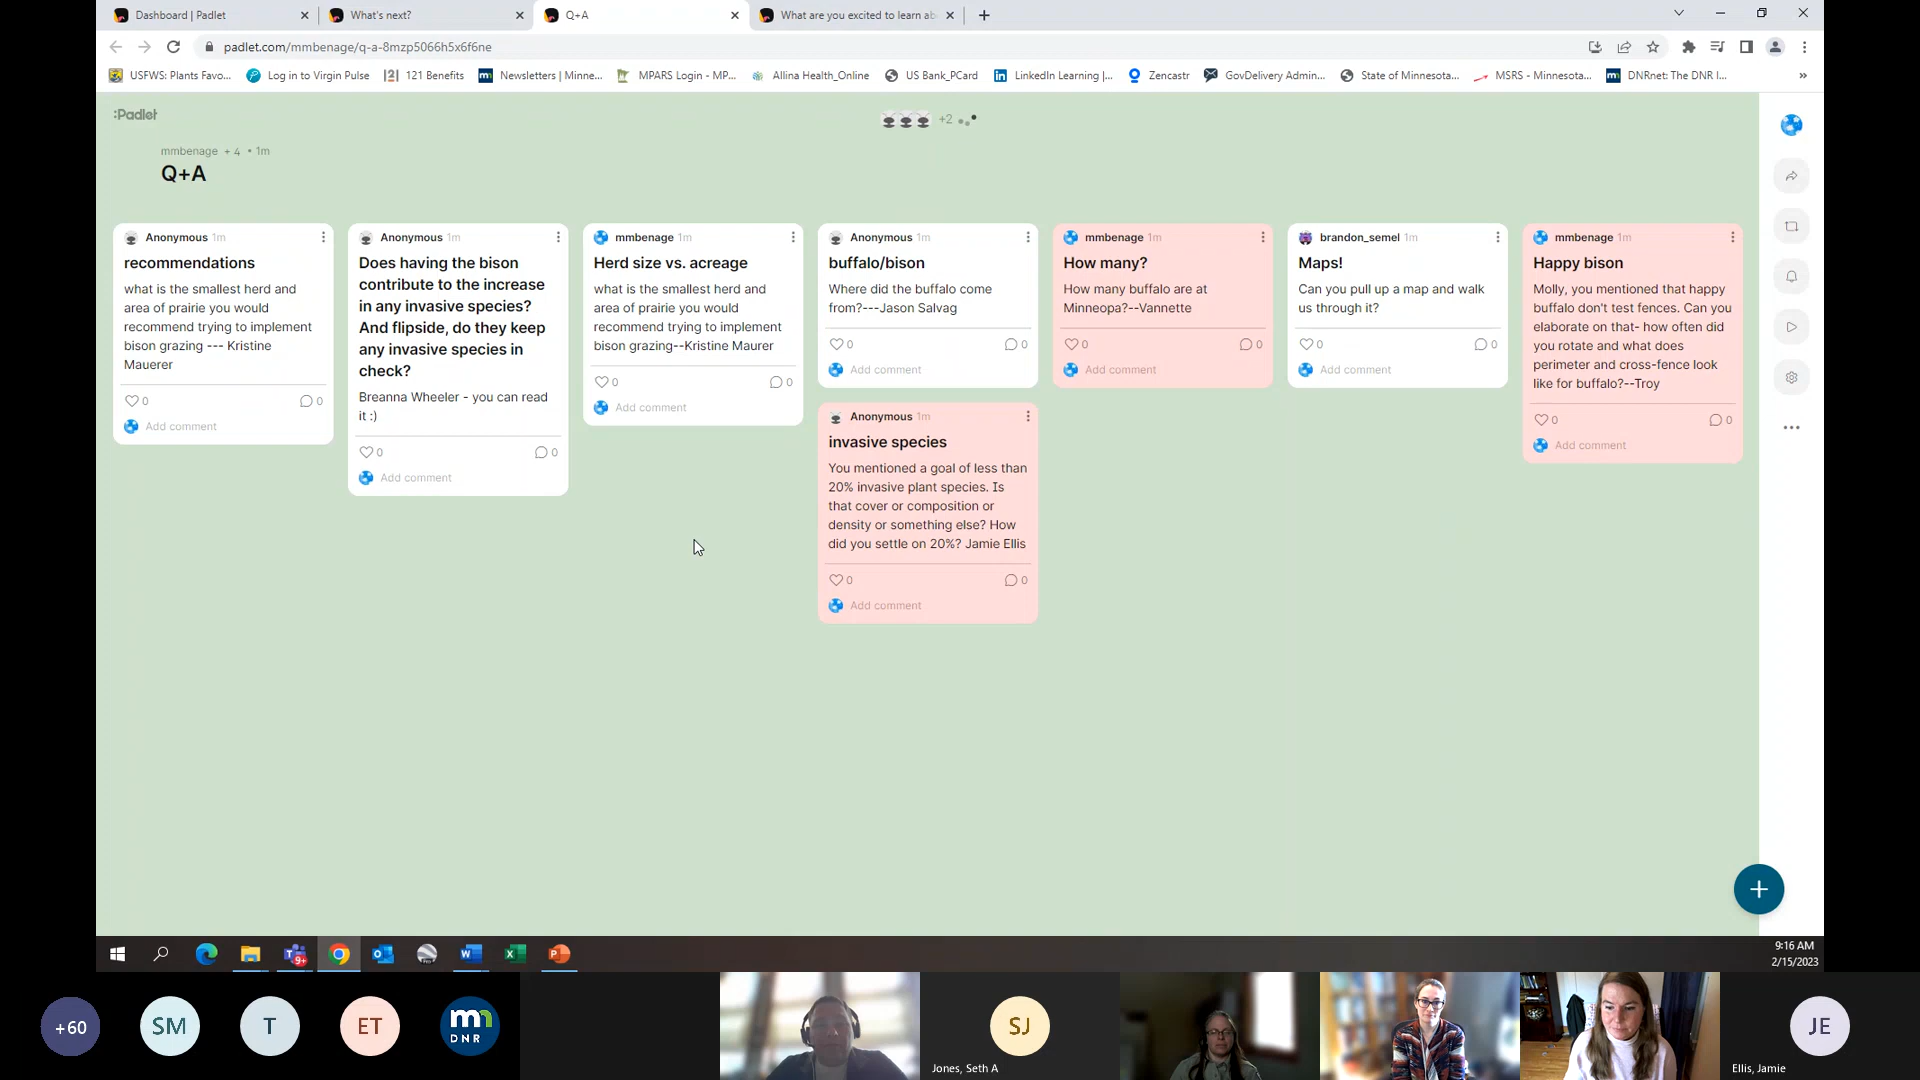 Dashboard | Padlet
What's next?
Q+A
What are you excited to learn ab
padlet.com/mmbenage/q-a-8mzp5066h5x6f6ne
USFWS: Plants Favo...
Log in to Virgin Pulse
121 Benefits
Newsletters | Minne...
MPARS Login - MP...
Allina Health_Online
US Bank_PCard
LinkedIn Learning |...
Zencastr
GovDelivery Admin...
State of Minnesota...
MSRS - Minnesota...
DNRnet: The DNR I...
:Padlet
+2
mmbenage + 4 • 1m
Q+A
Anonymous 1m
recommendations
what is the smallest herd and
area of prairie you would
recommend trying to implement
bison grazing --- Kristine
Mauerer
0
0
Add comment
Anonymous 1m
Does having the bison
contribute to the increase
in any invasive species?
And flipside, do they keep
any invasive species in
check?
Breanna Wheeler - you can read
it :)
0
0
Add comment
mmbenage 1m
Herd size vs. acreage
what is the smallest herd and
area of prairie you would
recommend trying to implement
bison grazing--Kristine Maurer
0
0
Add comment
Anonymous 1m
buffalo/bison
Where did the buffalo come
from?---Jason Salvag
0
0
Add comment
Anonymous 1m
invasive species
You mentioned a goal of less than
20% invasive plant species. Is
that cover or composition or
density or something else? How
did you settle on 20%? Jamie Ellis
0
0
Add comment
mmbenage 1m
How many?
How many buffalo are at
Minneopa?--Vannette
0
0
Add comment
brandon_semel 1m
Maps!
Can you pull up a map and walk
us through it?
0
0
Add comment
mmbenage 1m
Happy bison
Molly, you mentioned that happy
buffalo don't test fences. Can you
elaborate on that- how often did
you rotate and what does
perimeter and cross-fence look
like for buffalo?--Troy
0
0
Add comment
9+
9:16 AM
2/15/2023
+60
SM
T
ET
mn
DNR
SJ
Jones, Seth A
JE
Ellis, Jamie